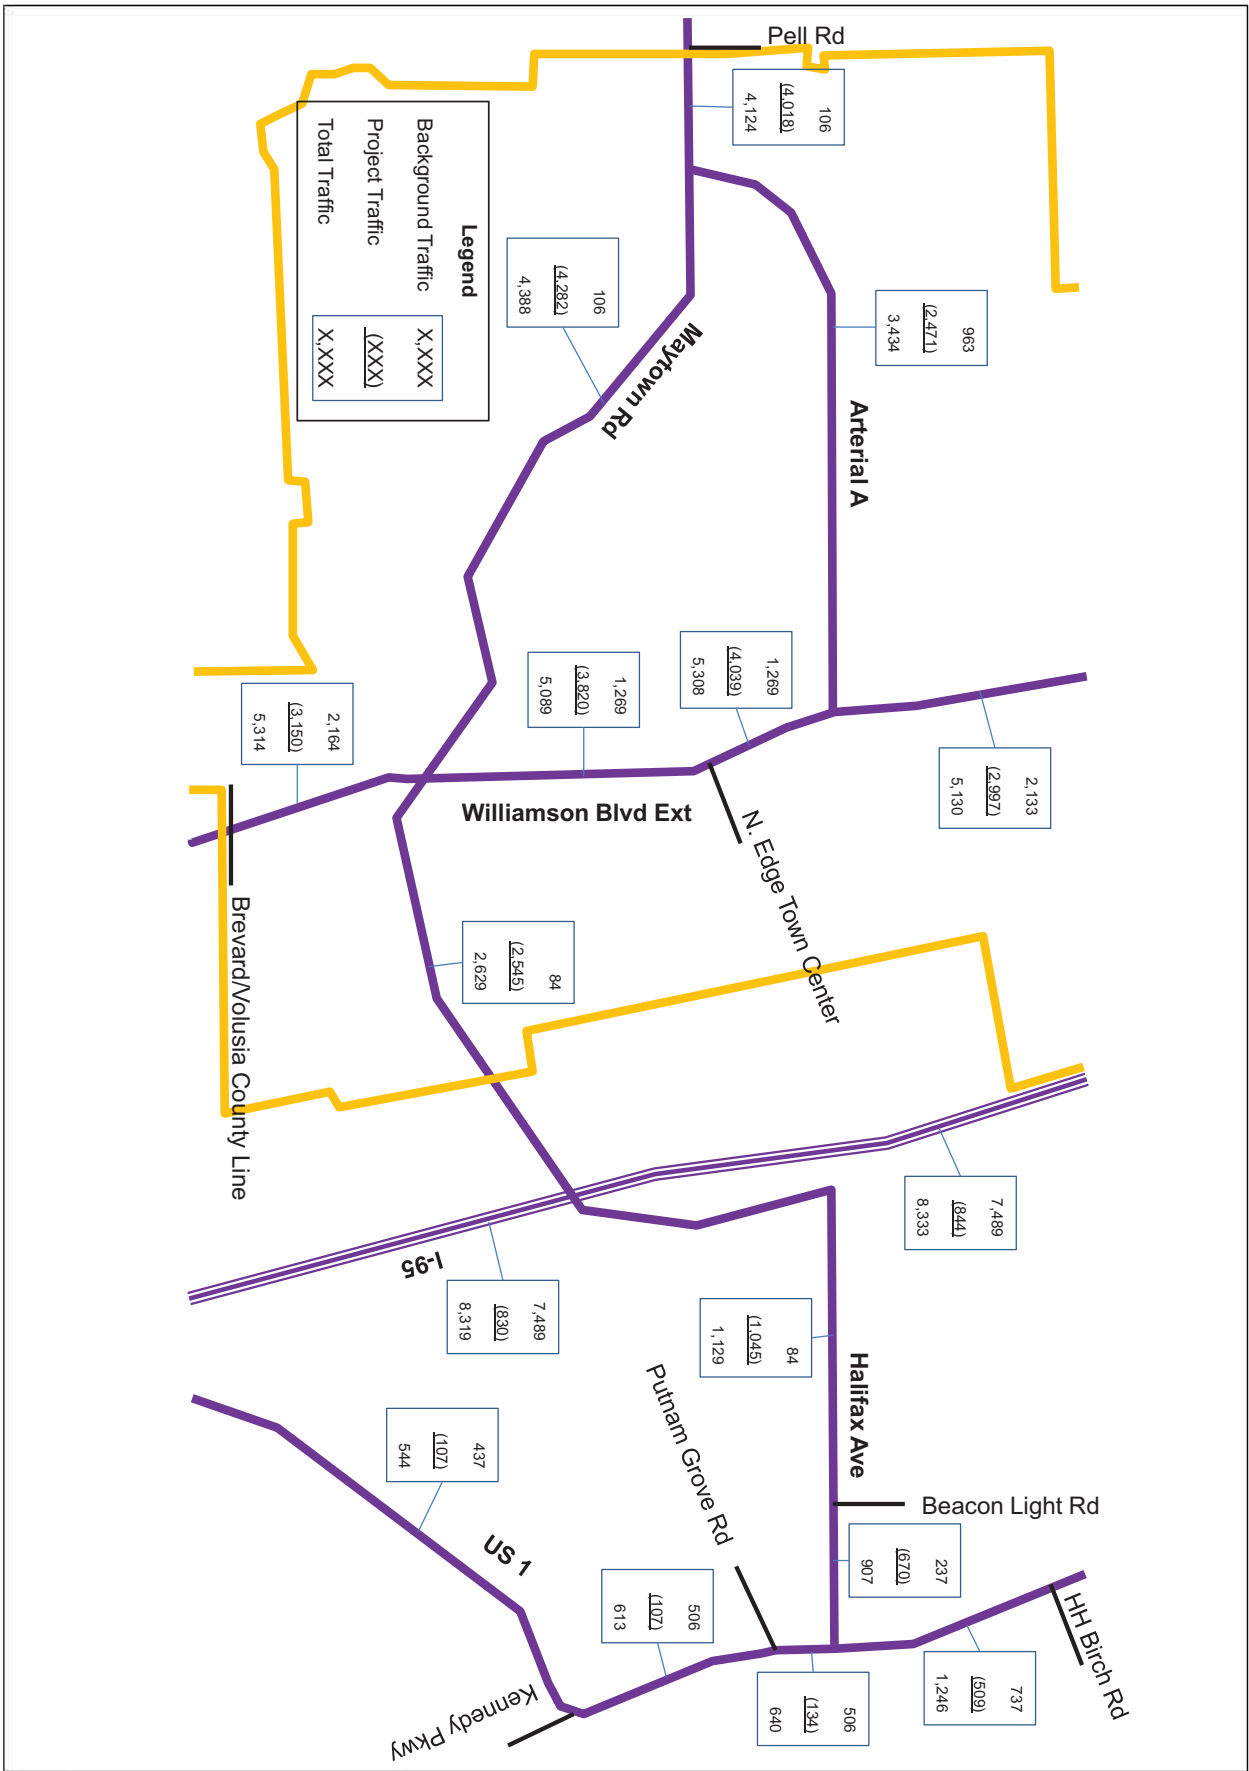 Pell Rd
106
(4,018)
4,124
963
(2,471)
3,434
Arterial A
106
(4,282)
4,388
Maytown Rd
Legend
Background Traffic X,XXX
Project Traffic (XXX)
Total Traffic X,XXX
1,269
(4,039)
5,308
1,269
(3,820)
5,089
2,164
(3,150)
5,314
2,133
(2,997)
5,130
Williamson Blvd Ext
N. Edge Town Center
Brevard/Volusia County Line
84
(2,545)
2,629
7,489
(844)
8,333
I-95
7,489
(830)
8,319
84
(1,045)
1,129
Halifax Ave
Putnam Grove Rd
Beacon Light Rd
437
(107)
544
US 1
237
(670)
907
506
(107)
613
HH Birch Rd
737
(509)
1,246
506
(134)
640
Kennedy Pkwy